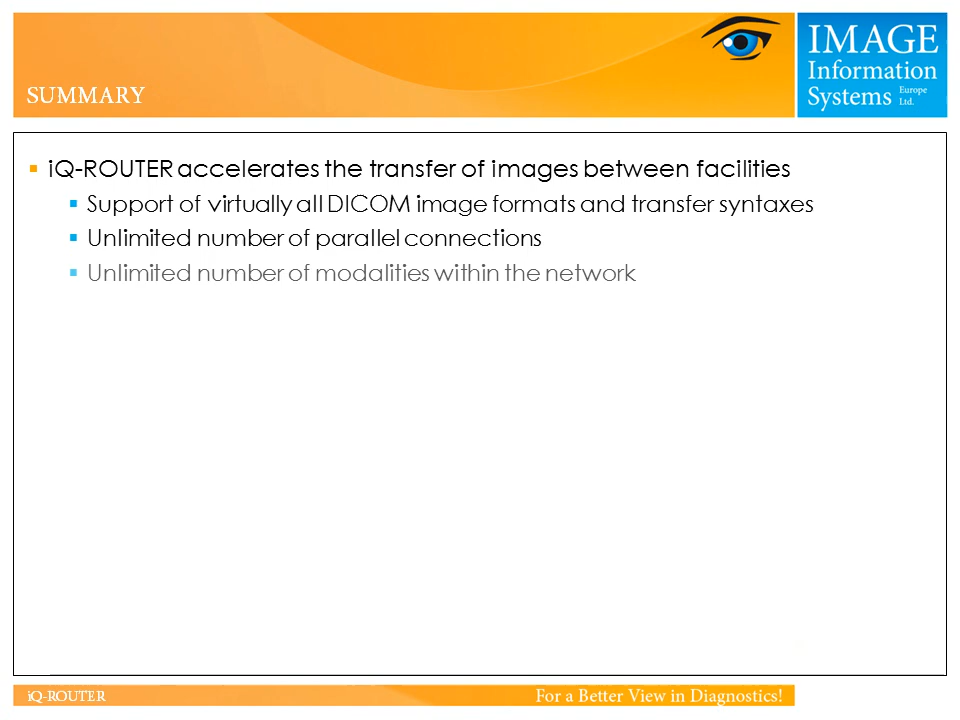 SUMMARY
IMAGE
Information
Systems Europe Ltd.
iQ-ROUTER accelerates the transfer of images between facilities
Support of virtually all DICOM image formats and transfer syntaxes
Unlimited number of parallel connections
Unlimited number of modalities within the network
iQ-ROUTER
For a Better View in Diagnostics!